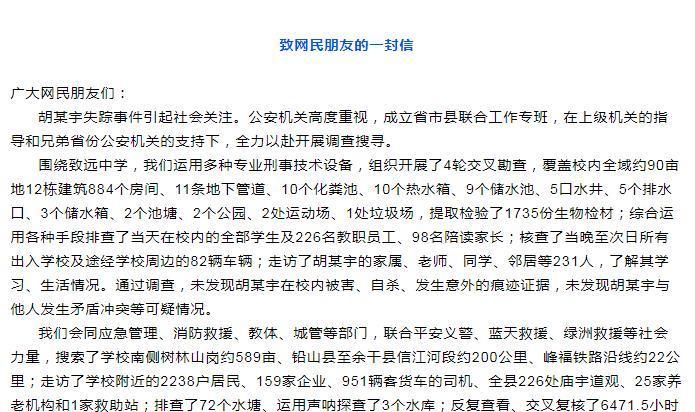 致网民朋友的一封信
广大网民朋友们：
胡某宇失踪事件引起社会关注。公安机关高度重视，成立省市县联合工作专班，在上级机关的指
导和兄弟省份公安机关的支持下，全力以赴开展调查搜寻。
围绕致远中学，我们运用多种专业刑事技术设备，组织开展了4轮交叉勘查，覆盖校内全域约90亩
地12栋建筑884个房间、11条地下管道、10个化粪池、10个热水箱、9个储水池、5口水井、5个排水
口、3个储水箱、2个池塘、2个公园、2处运动场、1处垃圾场，提取检验了1735份生物检材；综合运
用各种手段排查了当天在校内的全部学生及226名教职员工、98名陪读家长；核查了当晚至次日所有
出入学校及途经学校周边的82辆车辆；走访了胡某宇的家属、老师、同学、邻居等231人，了解其学
习、生活情况。通过调查，未发现胡某宇在校内被害、自杀、发生意外的痕迹证据，未发现胡某宇与
他人发生矛盾冲突等可疑情况。
我们会同应急管理、消防救援、教体、城管等部门，联合平安义警、蓝天救援、绿洲救援等社会
力量，搜索了学校南侧树林山岗约589亩、铅山县至余干县信江河段约200公里、峰福铁路沿线约22公
里；走访了学校附近的2238户居民、159家企业、951辆客货车的司机、全县226处庙宇道观、25家养
老机构和1家救助站；排查了72个水塘、运用声呐探查了3个水库；反复查看、交叉复核了6471.5小时